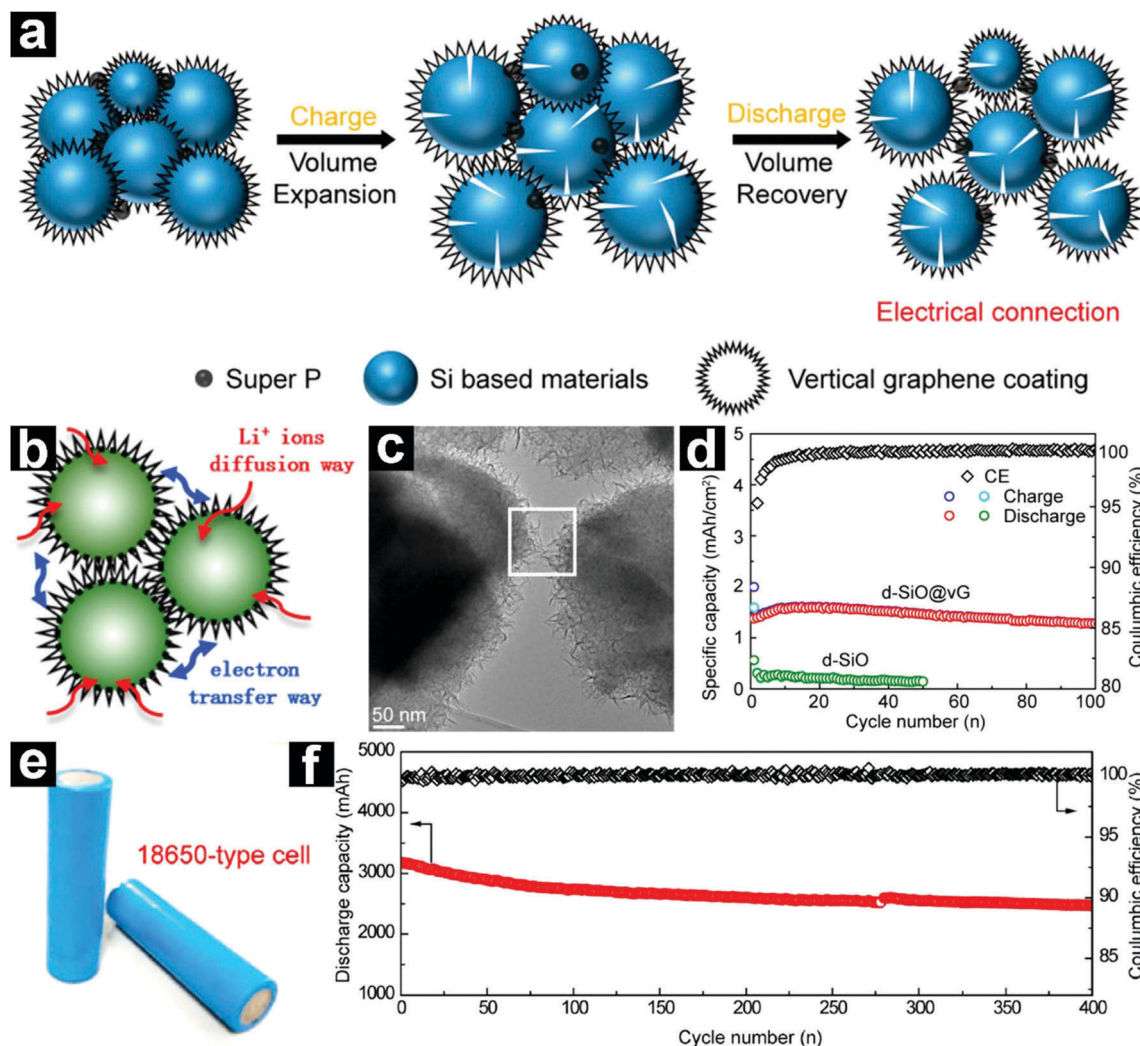 a
Charge
Volume
Expansion
Discharge
Volume
Recovery
Electrical connection
Super P
Si based materials
Vertical graphene coating
b
Li⁺ ions
diffusion way
electron
transfer way
c
50 nm
d
Specific capacity (mAh/cm²)
5
4
3
2
1
0
CE
Charge
Discharge
d-SiO@vG
d-SiO
100
95
90
85
80
Coulumbic efficiency (%)
0 20 40 60 80 100
Cycle number (n)
e
18650-type cell
f
Discharge capacity (mAh)
5000
4000
3000
2000
1000
100
95
90
85
Coulumbic efficiency (%)
0 50 100 150 200 250 300 350 400
Cycle number (n)